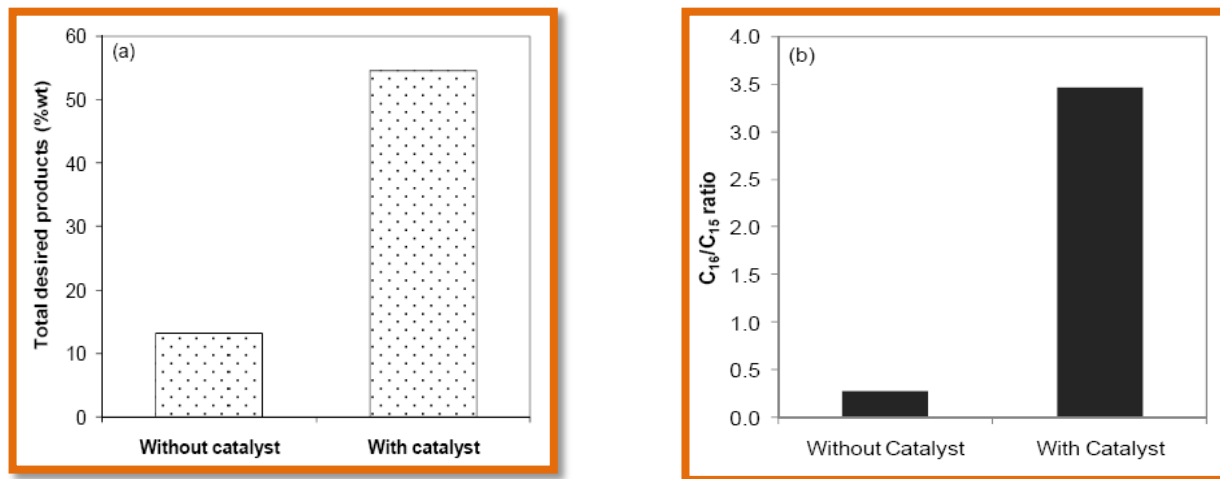 (a)
Total desired products (%wt)
60
50
40
30
20
10
0
Without catalyst
With catalyst
(b)
C₁₆/C₁₅ ratio
4.0
3.5
3.0
2.5
2.0
1.5
1.0
0.5
0.0
Without Catalyst
With Catalyst